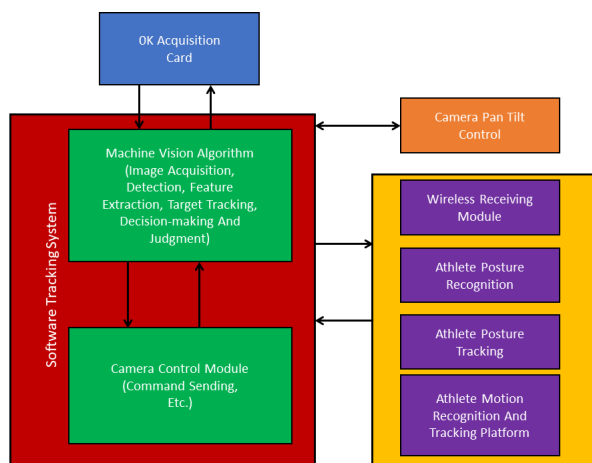 0K Acquisition
Card
Camera Pan Tilt
Control
Software Tracking System
Machine Vision Algorithm
(Image Acquisition,
Detection, Feature
Extraction, Target Tracking,
Decision-making And
Judgment)
Camera Control Module
(Command Sending,
Etc.)
Wireless Receiving
Module
Athlete Posture
Recognition
Athlete Posture
Tracking
Athlete Motion
Recognition And
Tracking Platform